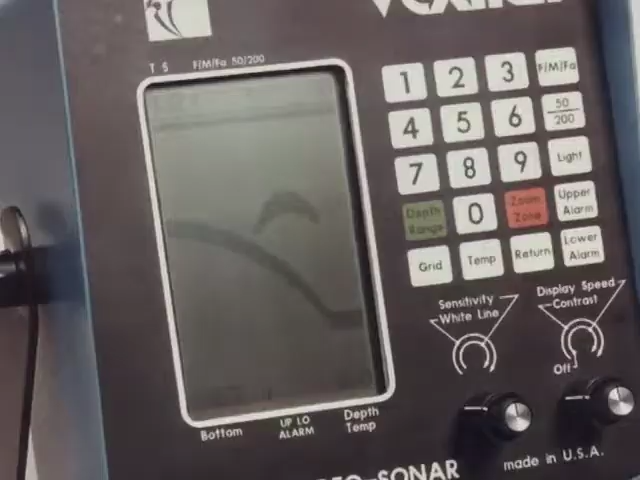 T S F/M/Fa 50/200
1 2 3 F/M/Fa
4 5 6 50/200
7 8 9 Light
Depth Range 0 Zoom Zone Upper Alarm
Grid Temp Return Lower Alarm
Sensitivity
White Line
Display Speed
Contrast
Off
Bottom
UP LO
ALARM
Depth
Temp
-SONAR
made in U.S.A.